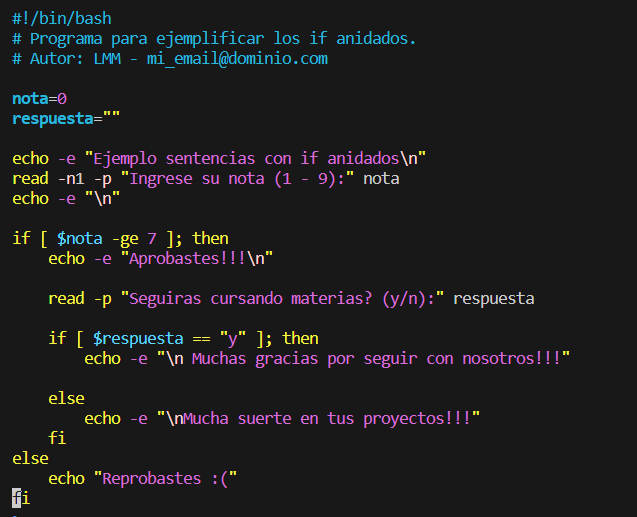 #!/bin/bash
# Programa para ejemplificar los if anidados.
# Autor: LMM - mi_email@dominio.com

nota=0
respuesta=""

echo -e "Ejemplo sentencias con if anidados\n"
read -n1 -p "Ingrese su nota (1 - 9):" nota
echo -e "\n"

if [ $nota -ge 7 ]; then
    echo -e "Aprobastes!!!\n"

    read -p "Seguiras cursando materias? (y/n):" respuesta

    if [ $respuesta == "y" ]; then
        echo -e "\n Muchas gracias por seguir con nosotros!!!"

    else
        echo -e "\nMucha suerte en tus proyectos!!!"
    fi
else
    echo "Reprobastes :("
fi